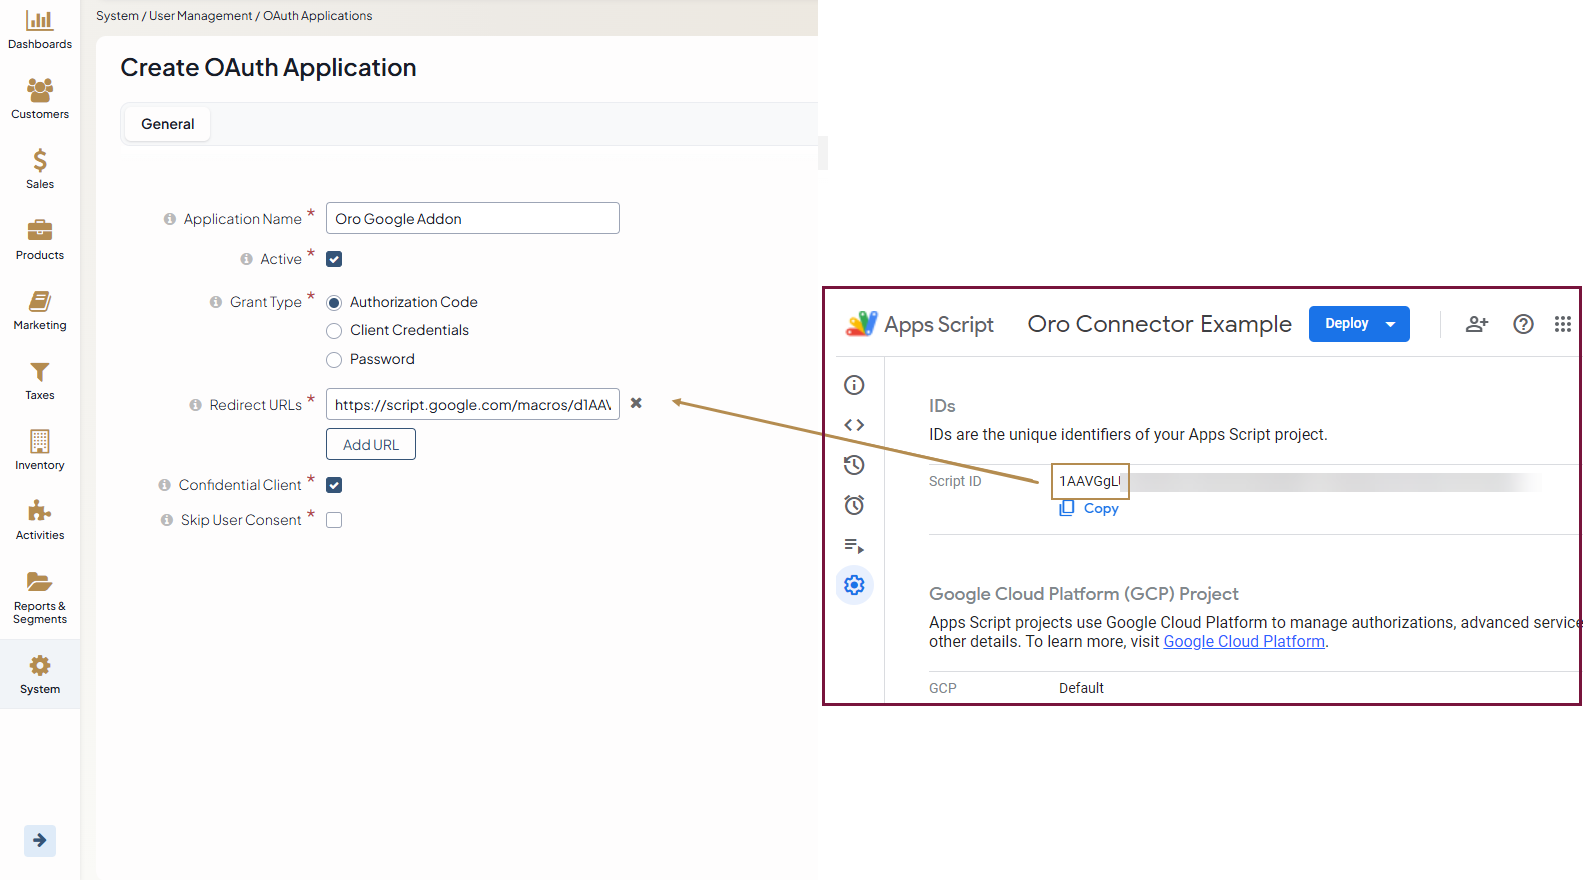 System / User Management / OAuth Applications
Dashboards
Customers
Sales
Products
Marketing
Taxes
Inventory
Activities
Reports &
Segments
System
Create OAuth Application
General
Application Name * Oro Google Addon
Active *
Grant Type * Authorization Code
Client Credentials
Password
Redirect URLs * https://script.google.com/macros/d1AA
Add URL
Confidential Client *
Skip User Consent *
Apps Script Oro Connector Example Deploy
IDs
IDs are the unique identifiers of your Apps Script project.
Script ID 1AAVGgL
Copy
Google Cloud Platform (GCP) Project
Apps Script projects use Google Cloud Platform to manage authorizations, advanced service
other details. To learn more, visit Google Cloud Platform.
GCP Default